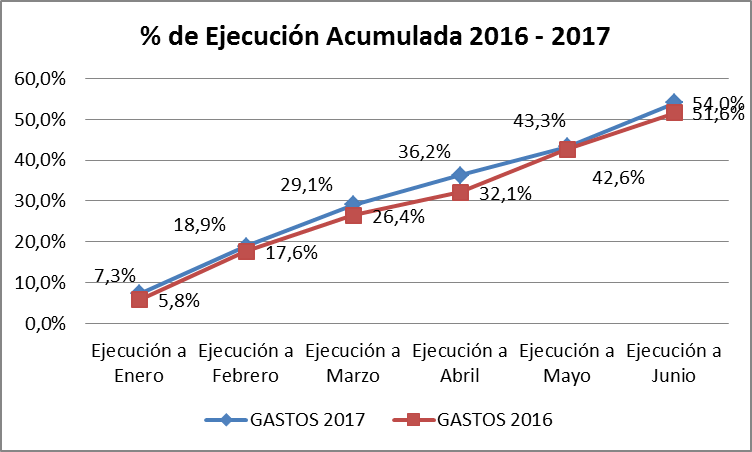 % de Ejecución Acumulada 2016 - 2017
60,0%
50,0%
40,0%
30,0%
20,0%
10,0%
0,0%
7,3%
18,9%
29,1%
36,2%
43,3%
54,0%
5,8%
17,6%
26,4%
32,1%
42,6%
51,6%
Ejecución a Enero
Ejecución a Febrero
Ejecución a Marzo
Ejecución a Abril
Ejecución a Mayo
Ejecución a Junio
GASTOS 2017
GASTOS 2016